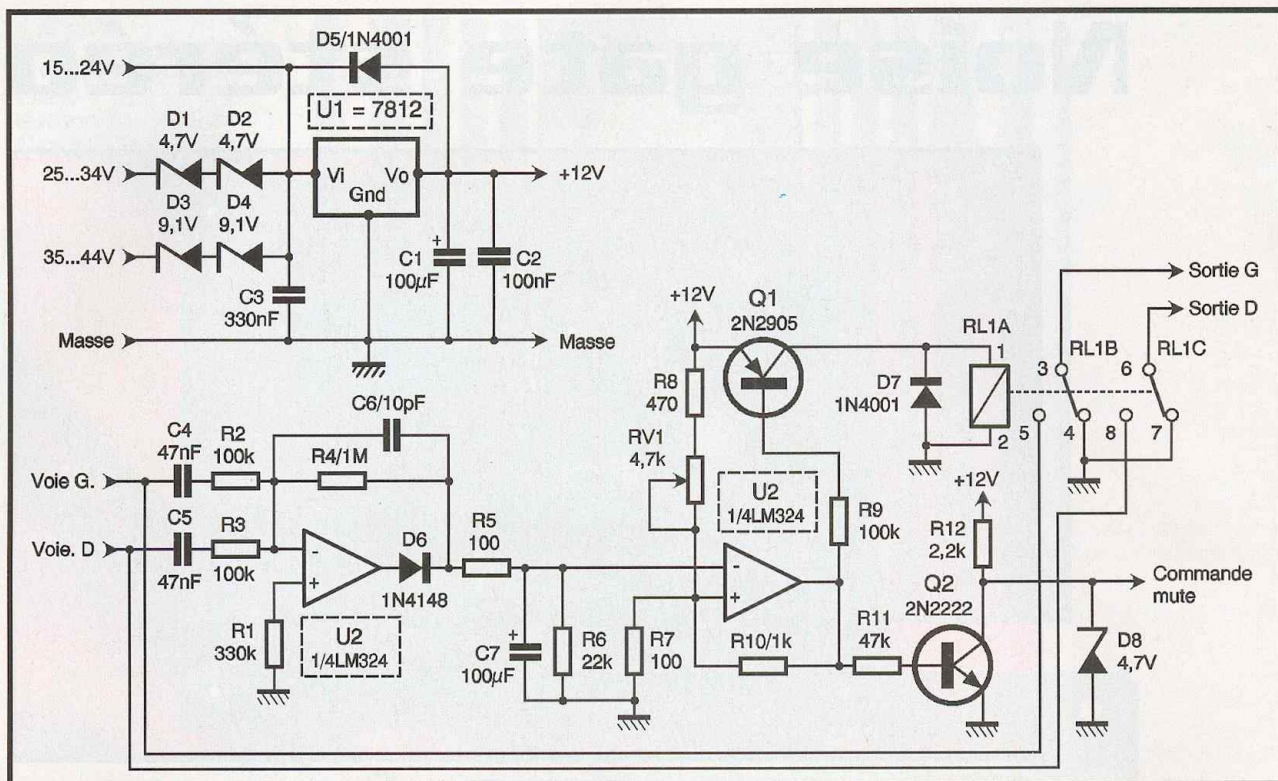 D5/1N4001
15...24V
U1 = 7812
D1
4,7V
D2
4,7V
25...34V
Vi
Vo
Gnd
+12V
D3
9,1V
D4
9,1V
35...44V
C3
330nF
+
C1
100µF
C2
100nF
Masse
Masse
Sortie G
Sortie D
+12V
Q1
2N2905
RL1A
RL1B
RL1C
1
2
3
6
5
4
8
7
R8
470
D7
1N4001
RV1
4,7k
C6/10pF
C4
47nF
R2
100k
R4/1M
Voie G.
C5
47nF
R3
100k
Voie. D
-
+
D6
1N4148
R5
100
U2
1/4LM324
R9
100k
+12V
R12
2,2k
Commande
mute
-
+
Q2
2N2222
R1
330k
U2
1/4LM324
+
C7
100µF
R6
22k
R7
100
R10/1k
R11
47k
D8
4,7V